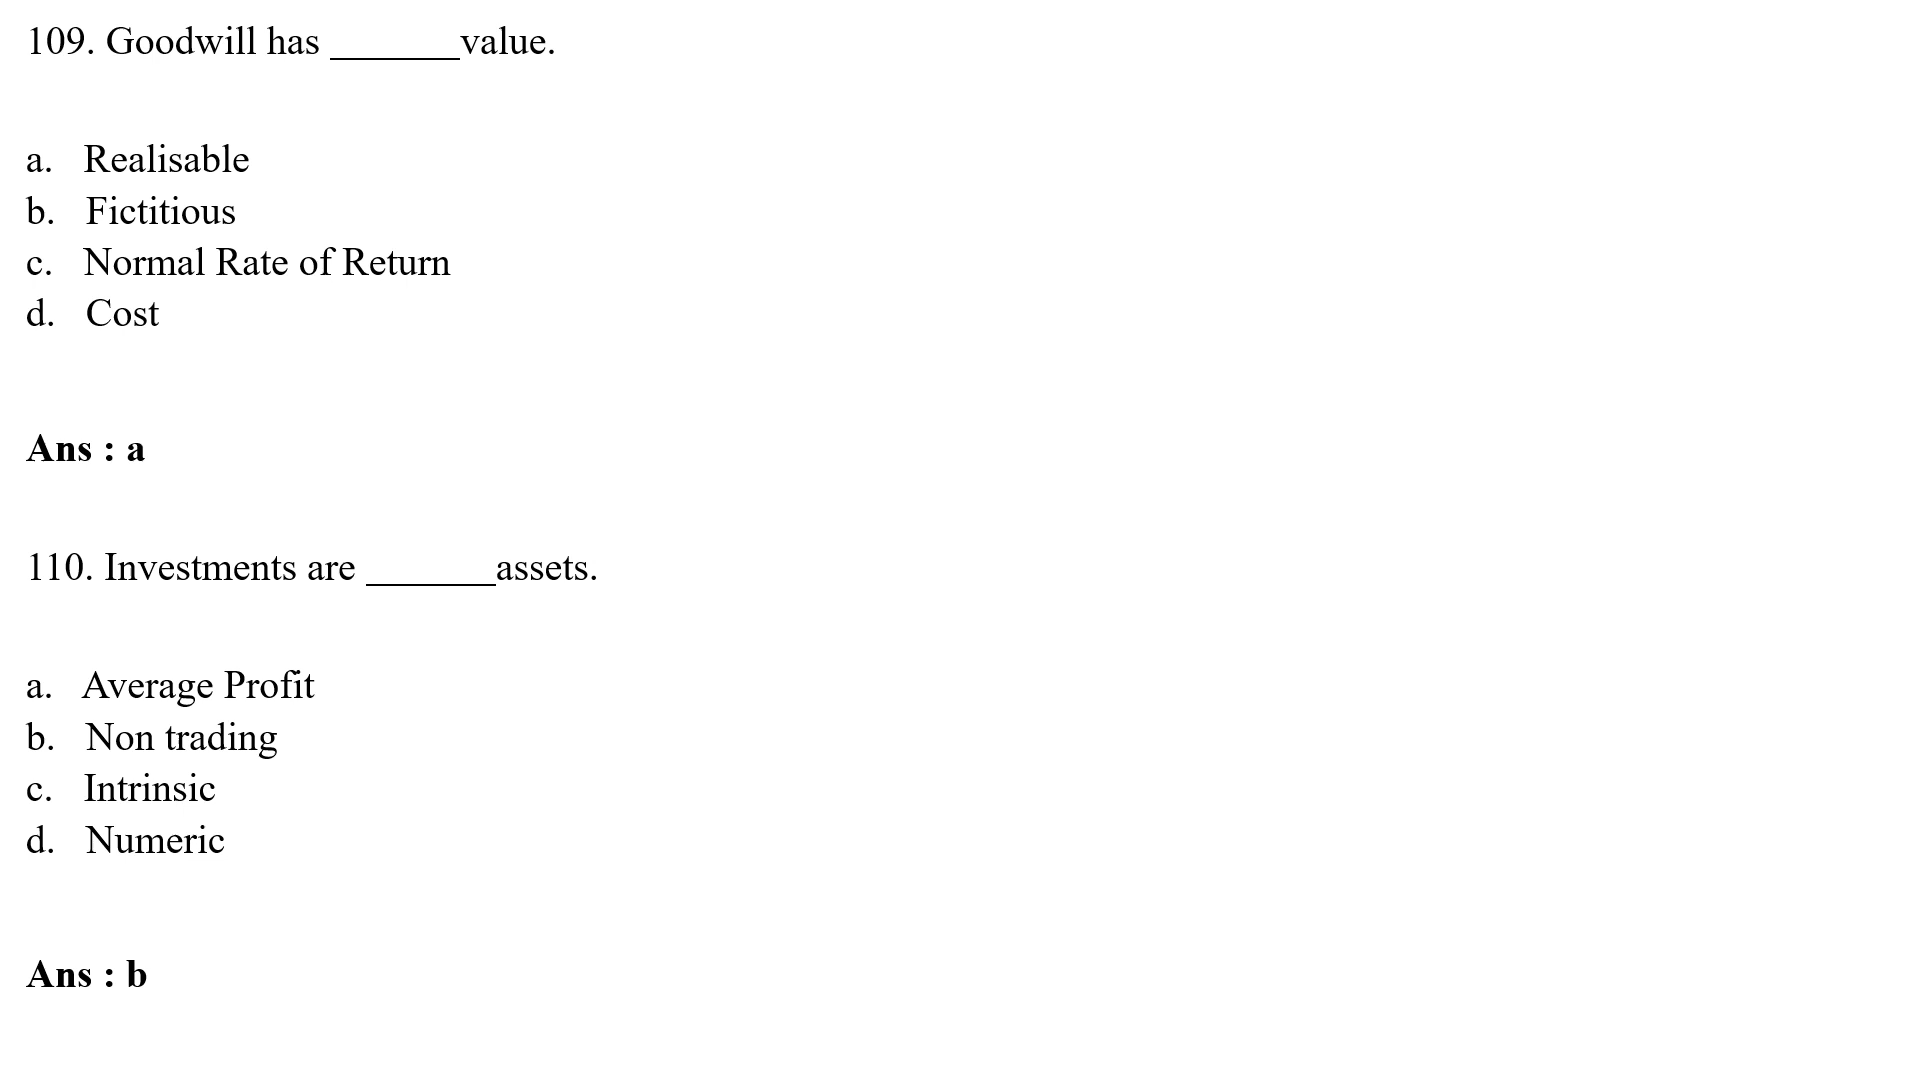 109. Goodwill has _______value.
a. Realisable
b. Fictitious
c. Normal Rate of Return
d. Cost
Ans : a
110. Investments are _______assets.
a. Average Profit
b. Non trading
c. Intrinsic
d. Numeric
Ans : b